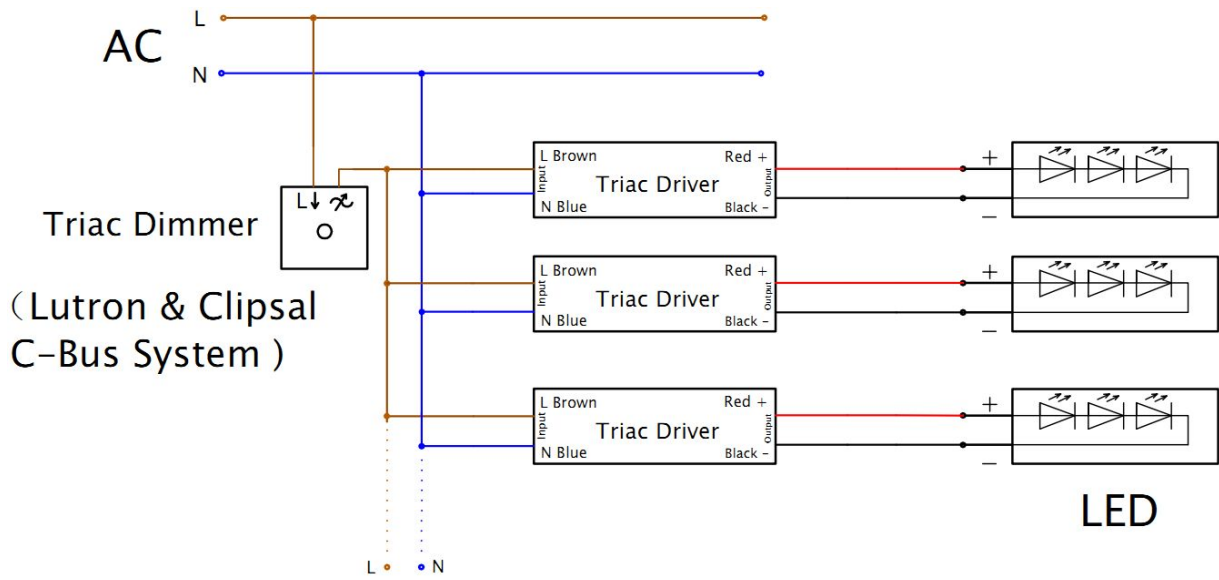 L
AC
N
L Brown
Red +
Input
Triac Driver
Output
N Blue
Black -
+
−
L
Triac Dimmer
(Lutron & Clipsal
C-Bus System )
L Brown
Red +
Input
Triac Driver
Output
N Blue
Black -
+
−
L Brown
Red +
Input
Triac Driver
Output
N Blue
Black -
+
−
LED
L
N